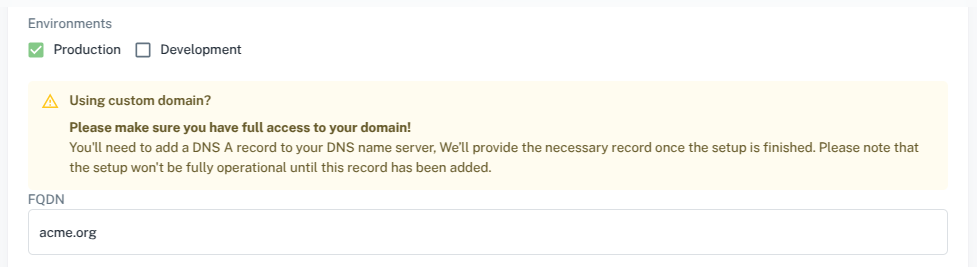 Environments
Production Development
Using custom domain?
Please make sure you have full access to your domain!
You'll need to add a DNS A record to your DNS name server, We'll provide the necessary record once the setup is finished. Please note that
the setup won't be fully operational until this record has been added.
FQDN
acme.org